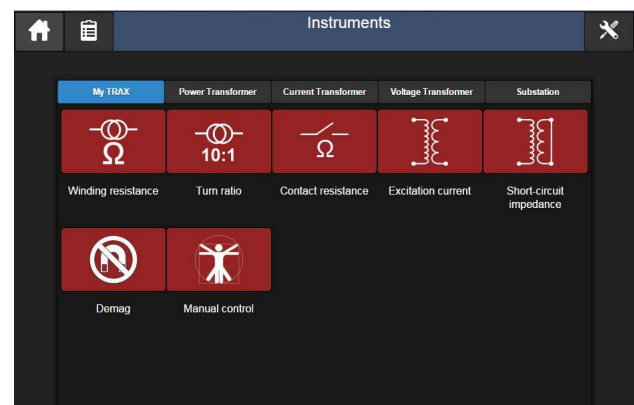 Instruments
My TRAX
Power Transformer
Current Transformer
Voltage Transformer
Substation
Ω
10:1
Ω
Winding resistance
Turn ratio
Contact resistance
Excitation current
Short-circuit
impedance
Demag
Manual control